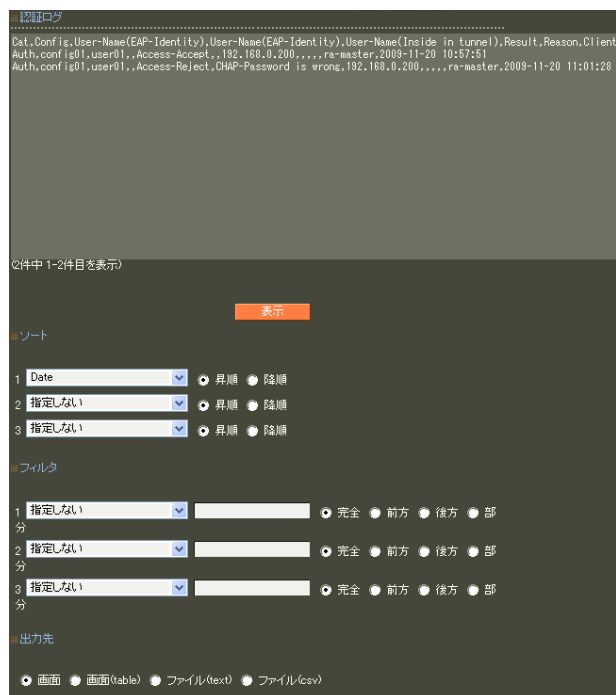 認証ログ
Cat,Config,User-Name(EAP-Identity),User-Name(EAP-Identity),User-Name(Inside in tunnel),Result,Reason,Client
Auth,config01,user01,,Access-Accept,,192.168.0.200,,,,,ra-master,2009-11-20 10:57:51
Auth,config01,user01,,Access-Reject,CHAP-Password is wrong,192.168.0.200,,,,,ra-master,2009-11-20 11:01:28
(2件中 1-2件目を表示)
表示
ソート
1 Date 昇順 降順
2 指定しない 昇順 降順
3 指定しない 昇順 降順
フィルタ
1 指定しない 完全 前方 後方 部
分
2 指定しない 完全 前方 後方 部
分
3 指定しない 完全 前方 後方 部
分
出力先
画面 画面(table) ファイル(text) ファイル(csv)